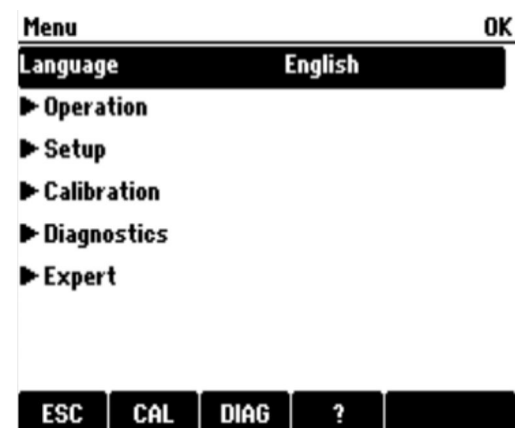 Menu OK
Language English
Operation
Setup
Calibration
Diagnostics
Expert
ESC CAL DIAG ?